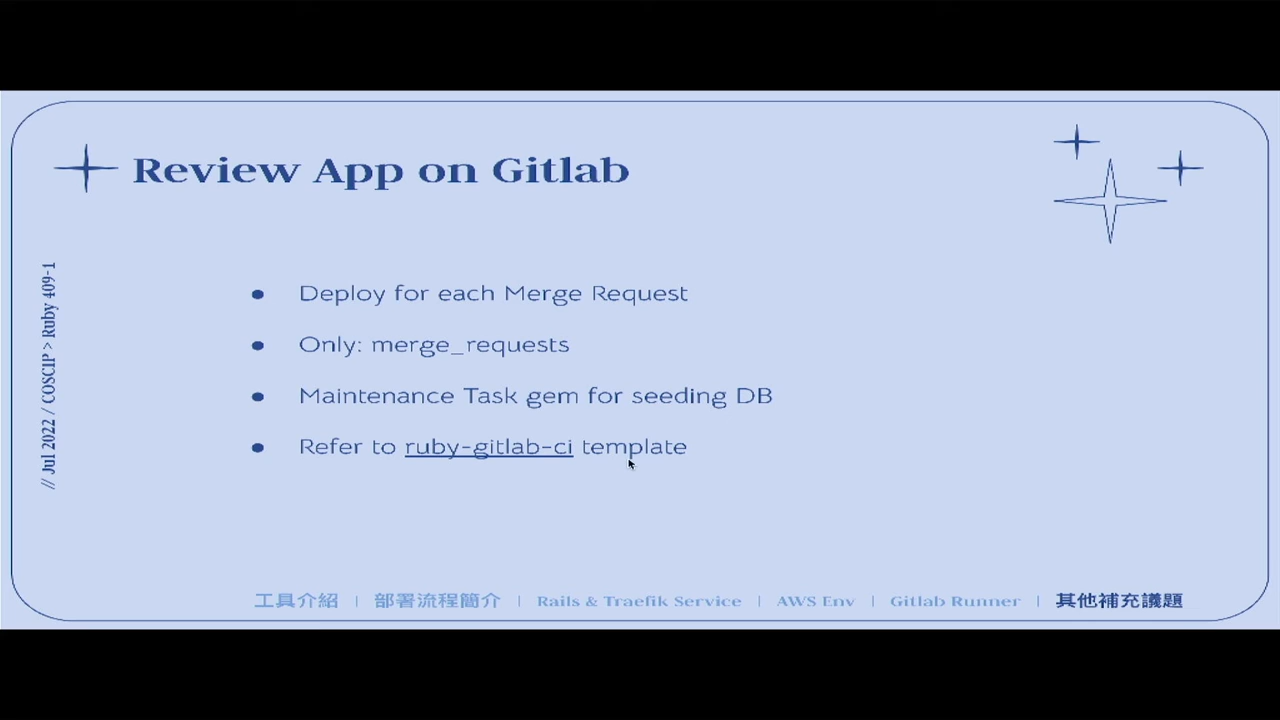 Review App on Gitlab
// Jul 2022 / COSCIP > Ruby 409-1
Deploy for each Merge Request
Only: merge_requests
Maintenance Task gem for seeding DB
Refer to ruby-gitlab-ci template
工具介紹 | 部署流程簡介 | Rails & Traefik Service | AWS Env | Gitlab Runner | 其他補充議題